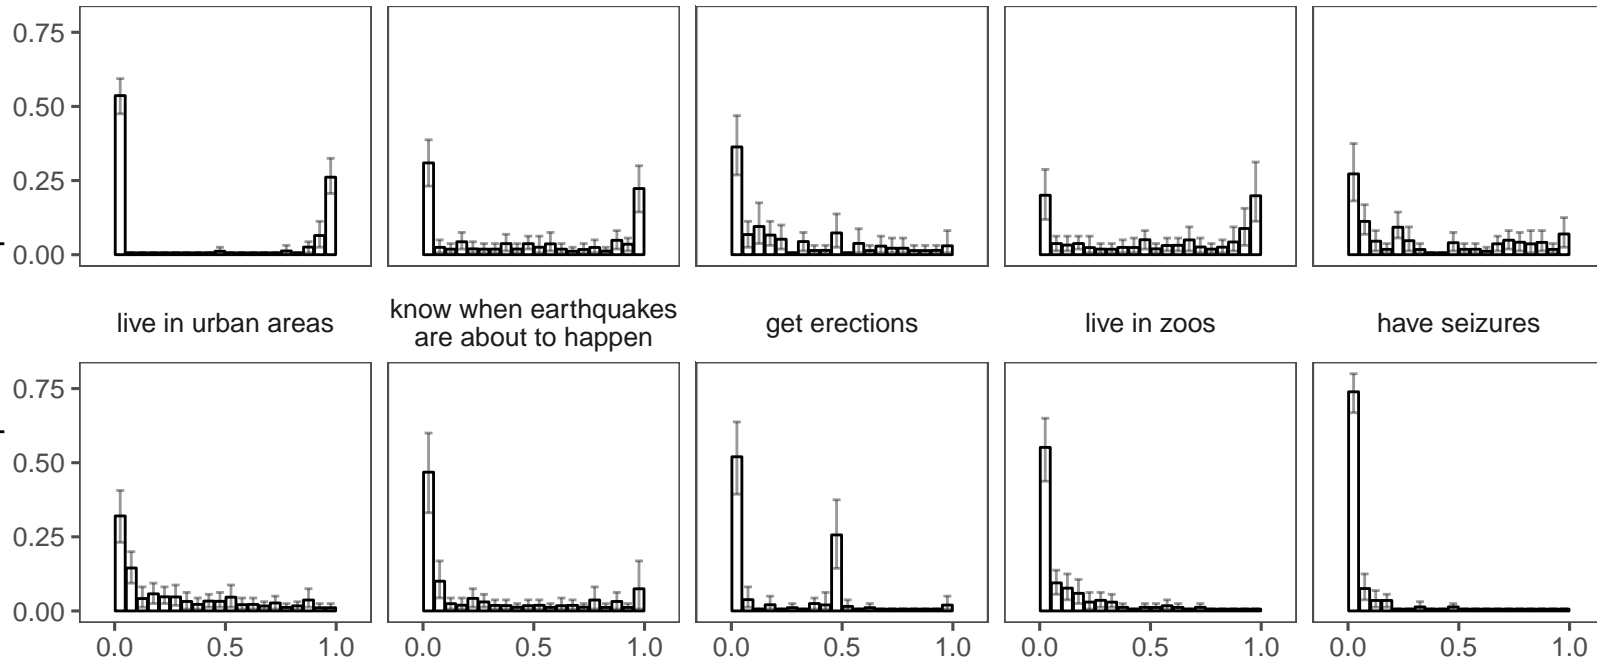 0.75
0.50
0.25
0.00
live in urban areas
know when earthquakes
are about to happen
get erections
live in zoos
have seizures
0.75
0.50
0.25
0.00
0.0 0.5 1.0 0.0 0.5 1.0 0.0 0.5 1.0 0.0 0.5 1.0 0.0 0.5 1.0